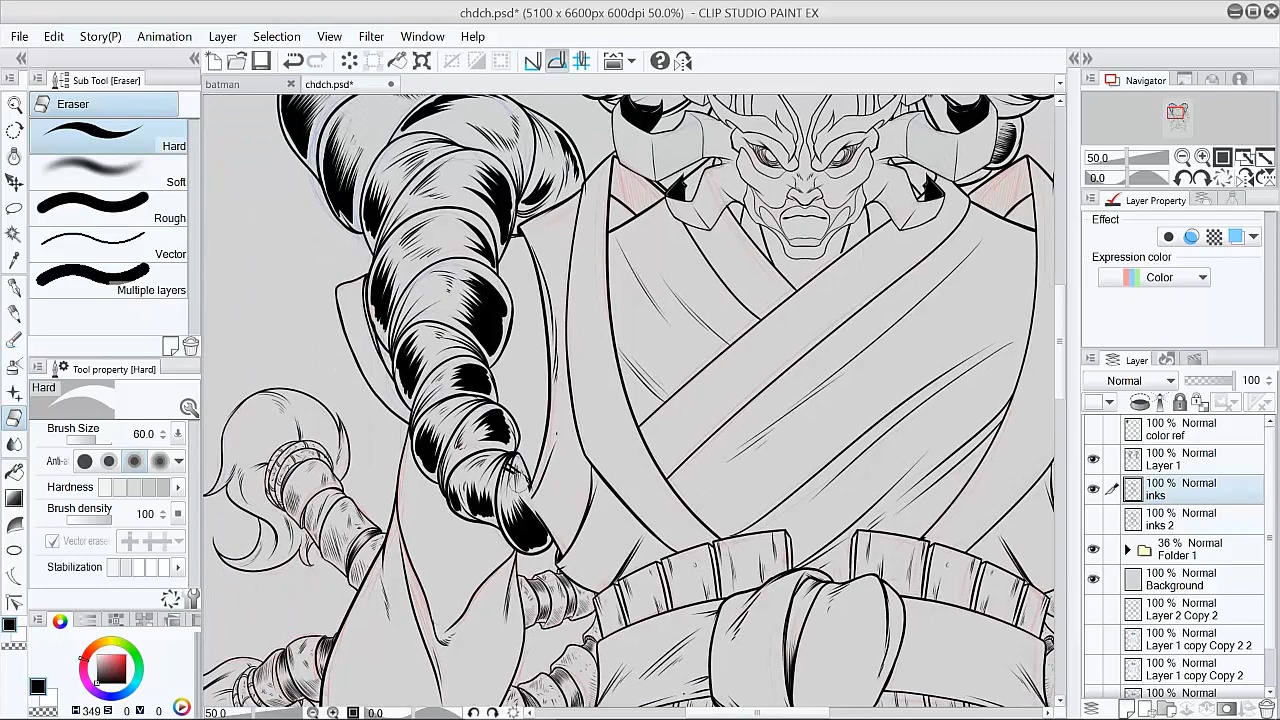 chdch.psd* (5100 x 6600px 600dpi 50.0%)  - CLIP STUDIO PAINT EX
File Edit Story(P) Animation Layer Selection View Filter Window Help
Sub Tool [Eraser]
Eraser
Hard
Soft
Rough
Vector
Multiple layers
Tool property [Hard]
Hard
Brush Size 60.0
Anti-a
Hardness
Brush density 100
Vector erase
Stabilization
H 349 S 0 V 0
batman chdch.psd*
50.0 0.0
Navigator
50.0
0.0
Layer Property
Effect
Expression color
Color
Layer
Normal 100
100 % Normal
color ref
100 % Normal
Layer 1
100 % Normal
inks
100 % Normal
inks 2
36 % Normal
Folder 1
100 % Normal
Background
100 % Normal
Layer 2 Copy 2
100 % Normal
Layer 1 copy Copy 2 2
100 % Normal
Layer 1 copy Copy 2
100 % Normal